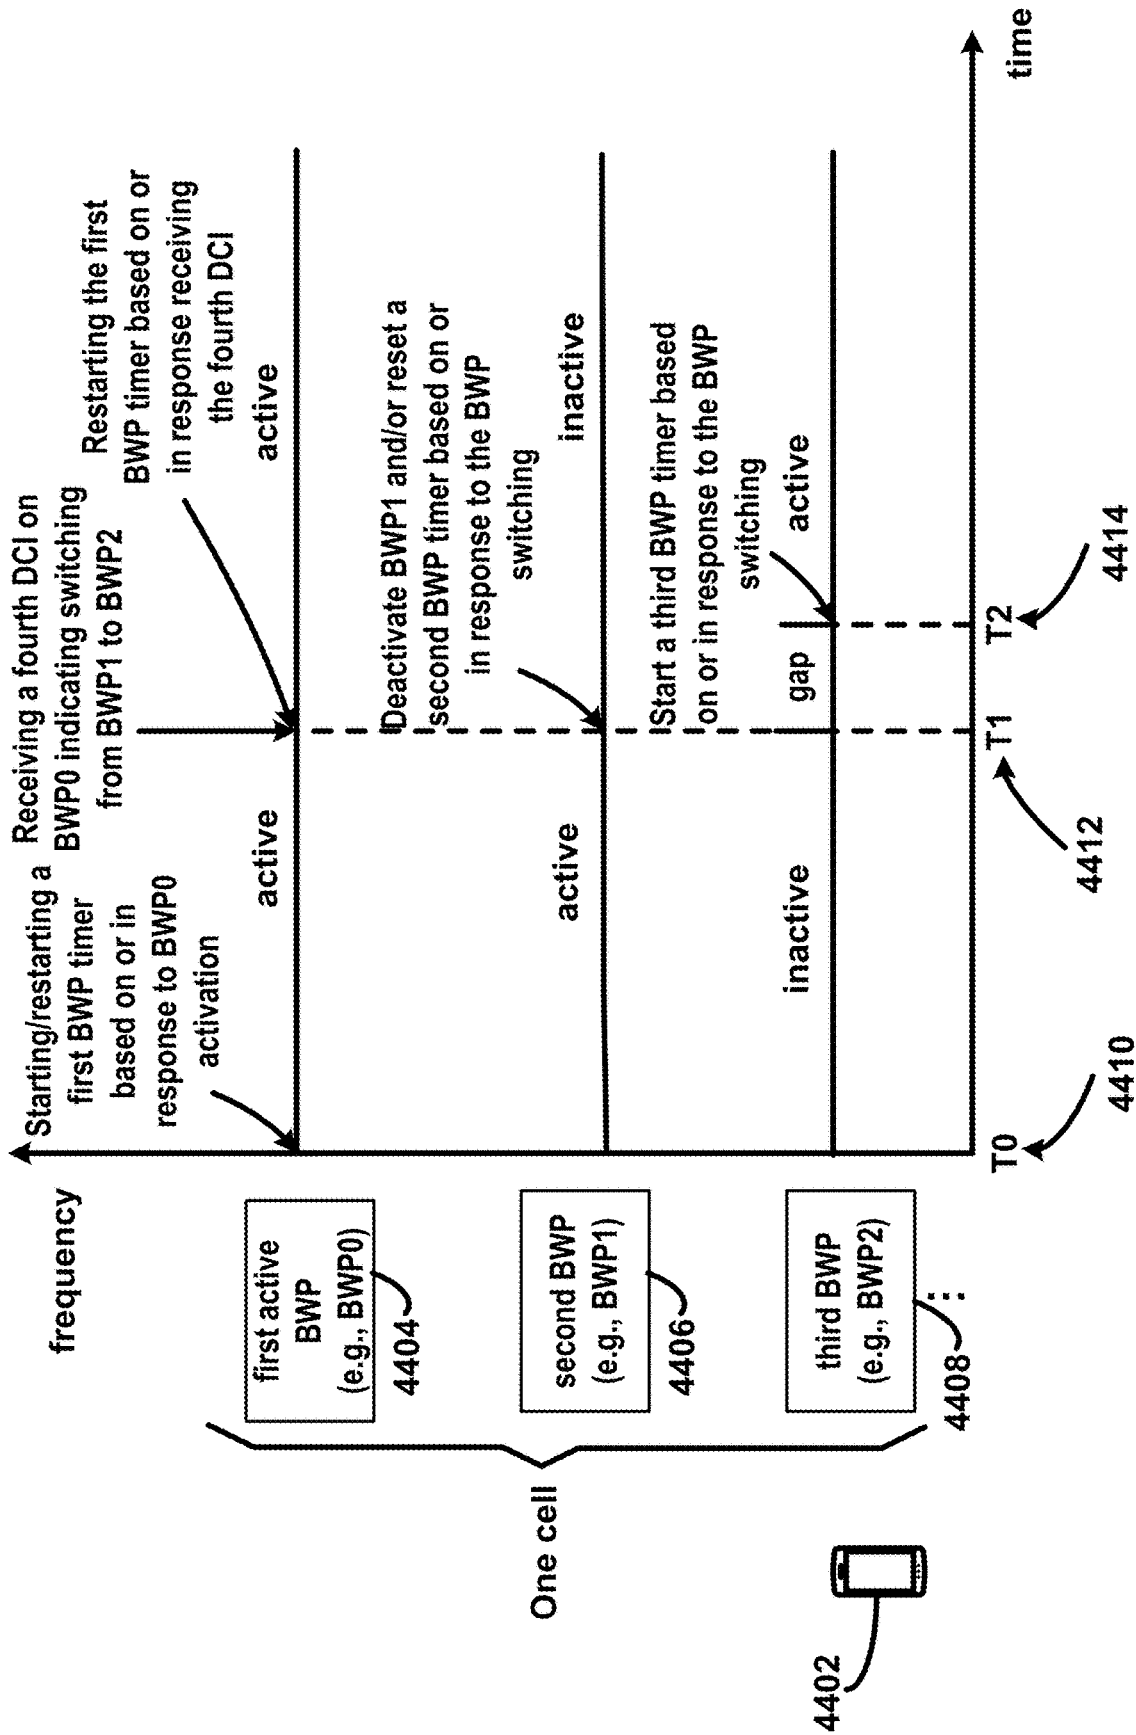 frequency
Starting/restarting a
first BWP timer
based on or in
response to BWP0
activation
Receiving a fourth DCI on
BWP0 indicating switching
from BWP1 to BWP2
Restarting the first
BWP timer based on or
in response receiving
the fourth DCI
first active
BWP
(e.g., BWP0)
4404
active
active
Deactivate BWP1 and/or reset a
second BWP timer based on or
in response to the BWP
switching
One cell
second BWP
(e.g., BWP1)
4406
active
inactive
Start a third BWP timer based
on or in response to the BWP
switching
third BWP
(e.g., BWP2)
4408
inactive
gap
active
4402
T0
T1
T2
time
4410
4412
4414